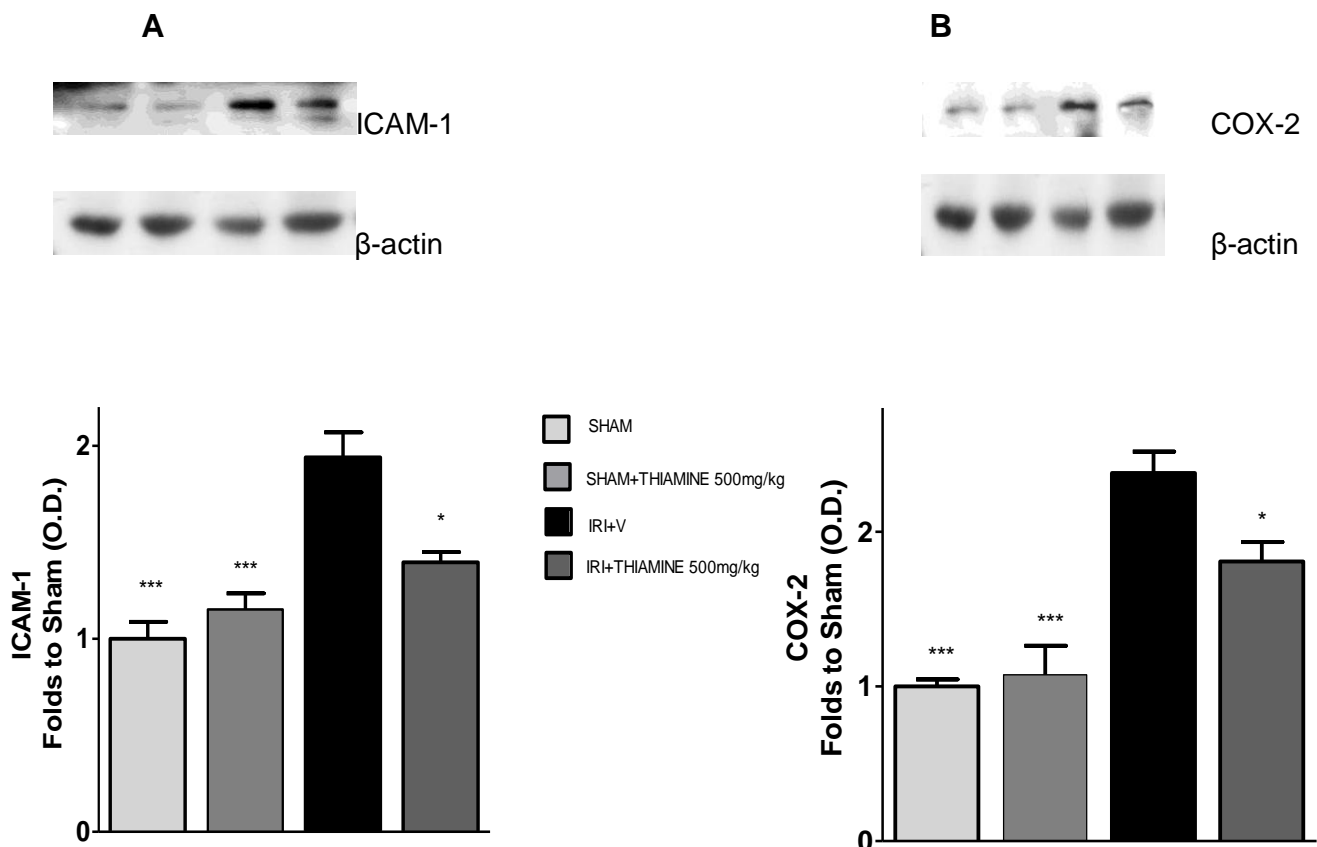 A
B
ICAM-1
COX-2
β-actin
β-actin
ICAM-1
Folds to Sham (O.D.)
2
1
0
***
***
*
SHAM
SHAM+THIAMINE 500mg/kg
IRI+V
IRI+THIAMINE 500mg/kg
COX-2
Folds to Sham (O.D.)
2
1
0
***
***
*